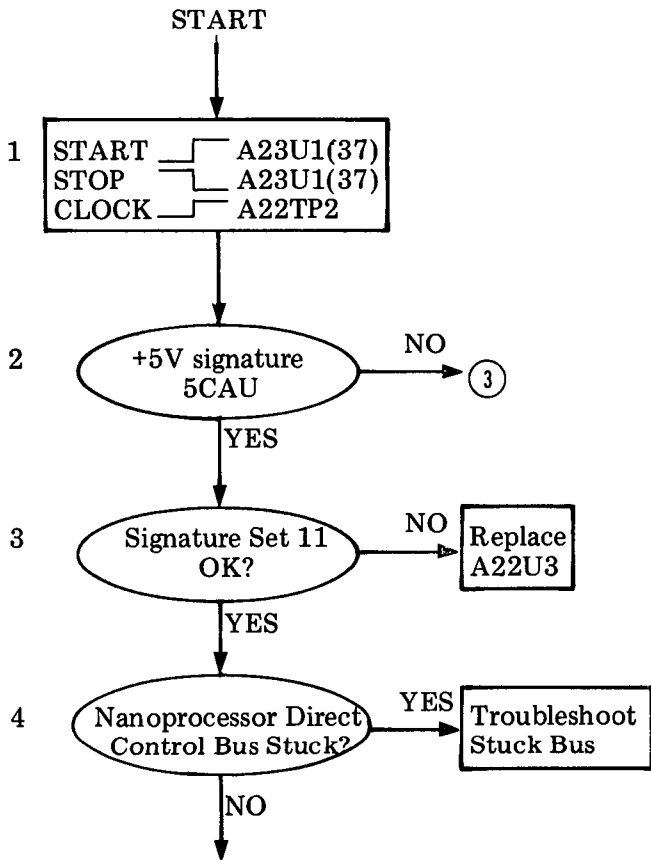 START
1
START A23U1(37)
STOP A23U1(37)
CLOCK A22TP2
2
+5V signature
5CAU
NO
3
YES
3
Signature Set 11
OK?
NO
Replace
A22U3
YES
4
Nanoprocessor Direct
Control Bus Stuck?
YES
Troubleshoot
Stuck Bus
NO